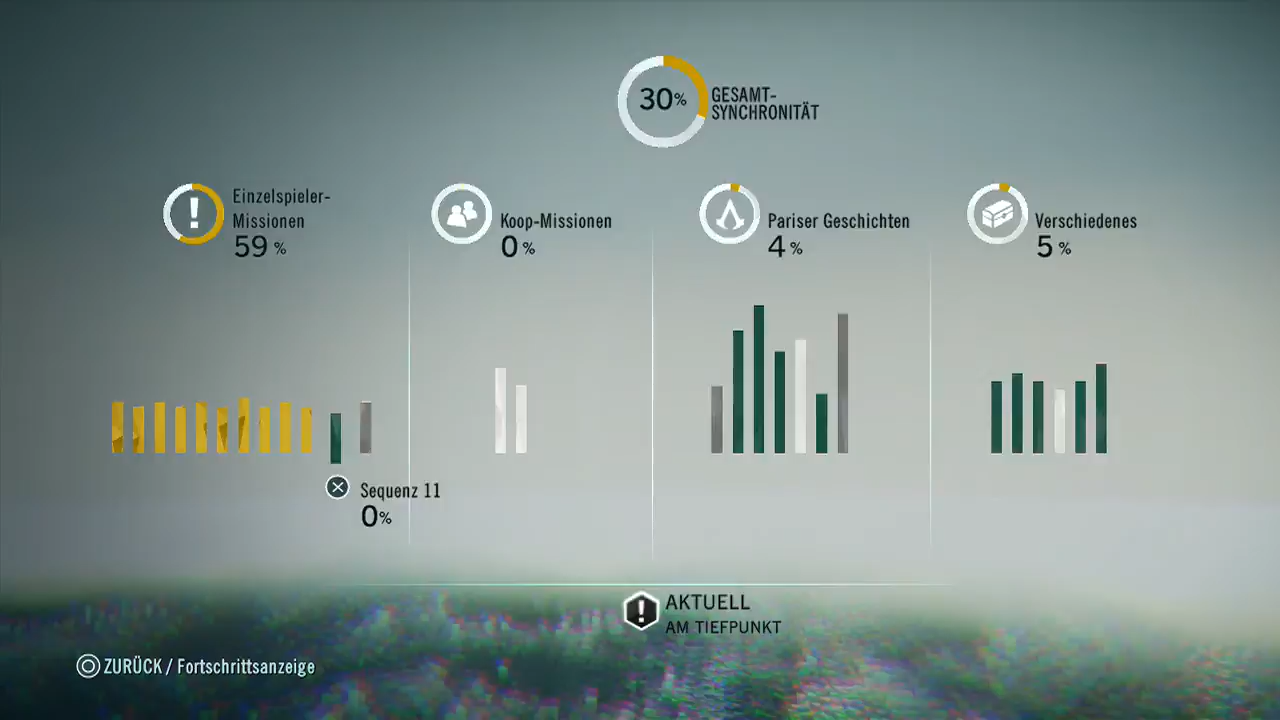 30%
GESAMT-
SYNCHRONITÄT
Einzelspieler-
Missionen
59 %
Koop-Missionen
0 %
Pariser Geschichten
4 %
Verschiedenes
5 %
Sequenz 11
0%
AKTUELL
AM TIEFPUNKT
ZURÜCK / Fortschrittsanzeige